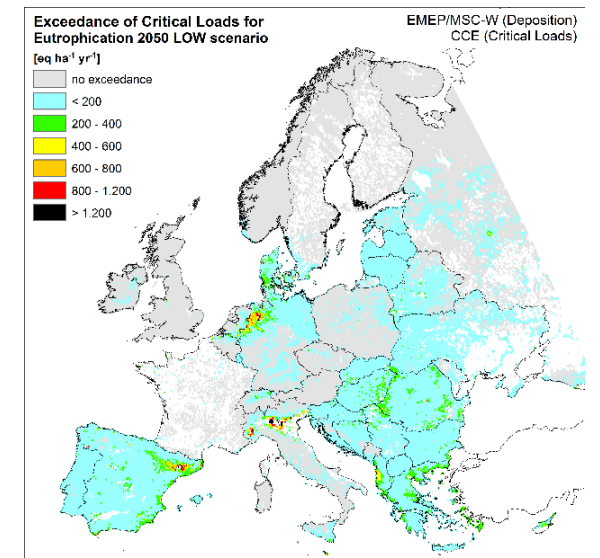 Exceedance of Critical Loads for
Eutrophication 2050 LOW scenario
[eq ha⁻¹ yr⁻¹]
no exceedance
< 200
200 - 400
400 - 600
600 - 800
800 - 1.200
> 1.200
EMEP/MSC-W (Deposition)
CCE (Critical Loads)